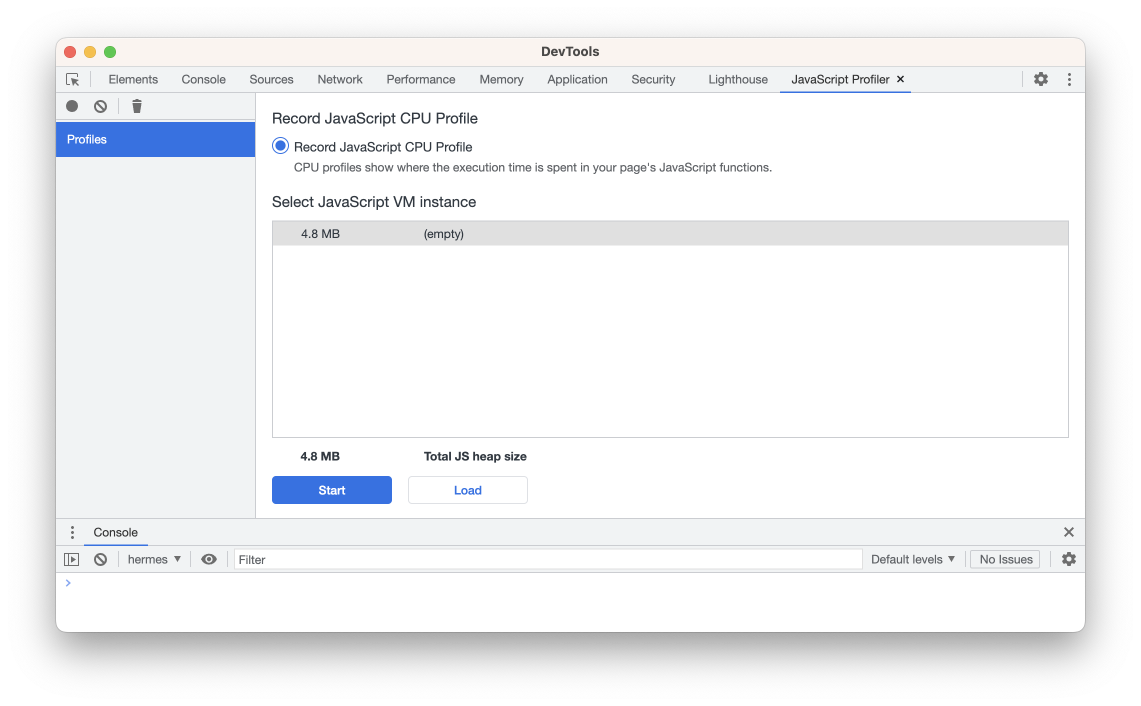 DevTools
Elements Console Sources Network Performance Memory Application Security Lighthouse JavaScript Profiler ×
Profiles
Record JavaScript CPU Profile
Record JavaScript CPU Profile
CPU profiles show where the execution time is spent in your page's JavaScript functions.
Select JavaScript VM instance
4.8 MB (empty)
4.8 MB Total JS heap size
Start Load
Console
hermes ▼ Filter Default levels ▼ No Issues